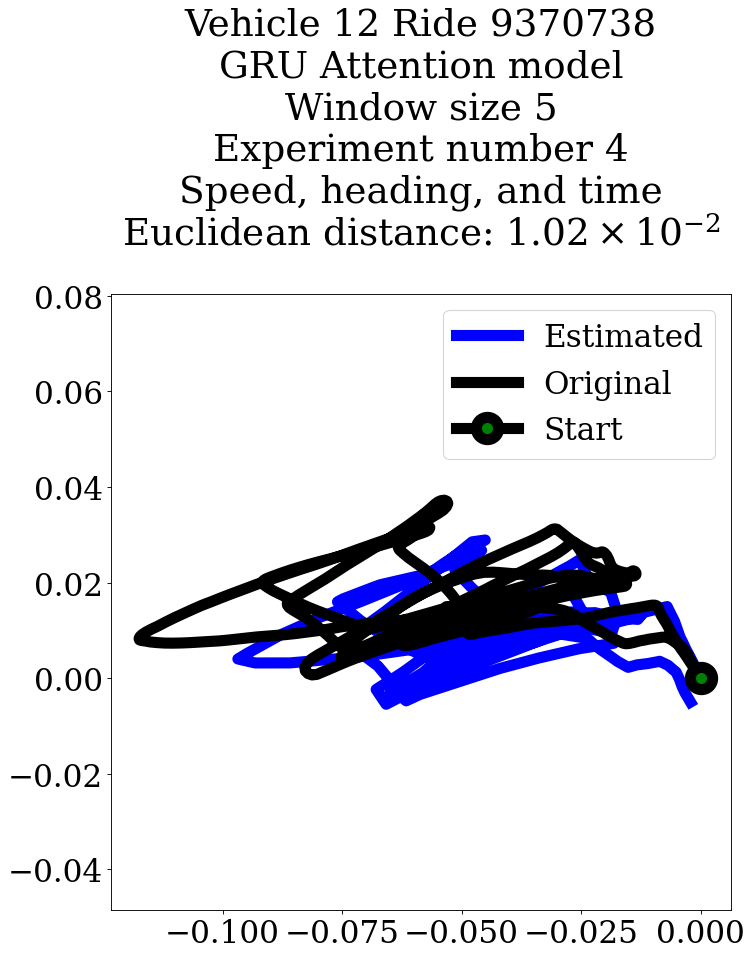 Vehicle 12 Ride 9370738
GRU Attention model
Window size 5
Experiment number 4
Speed, heading, and time
Euclidean distance: 1.02 × 10⁻²
0.08
Estimated
0.06
Original
Start
0.04
0.02
0.00
−0.02
−0.04
−0.100 −0.075 −0.050 −0.025 0.000